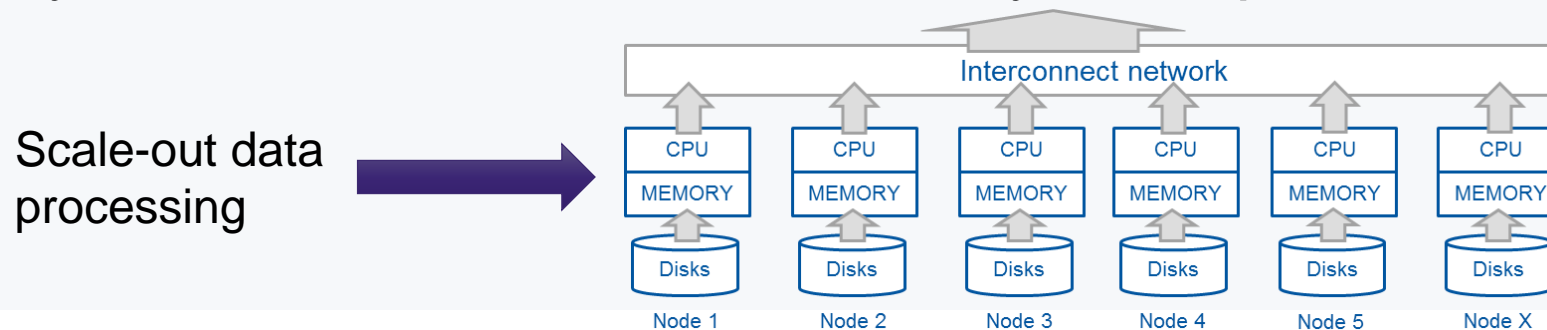 Interconnect network
Scale-out data
processing
CPU CPU CPU CPU CPU CPU
MEMORY MEMORY MEMORY MEMORY MEMORY MEMORY
Disks Disks Disks Disks Disks Disks
Node 1 Node 2 Node 3 Node 4 Node 5 Node X